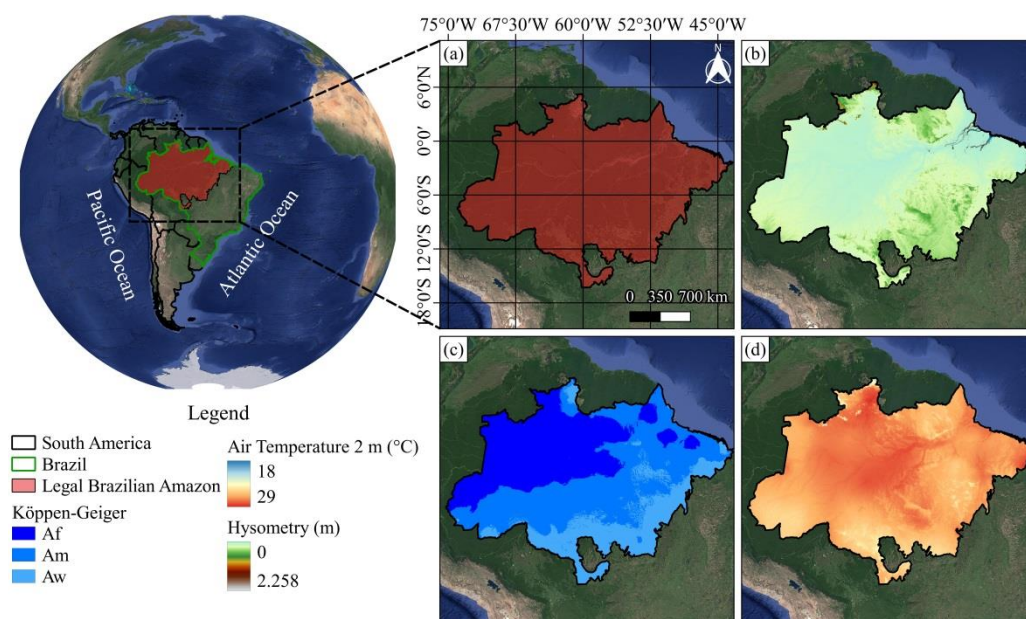 75°0'W 67°30'W 60°0'W 52°30'W 45°0'W
(a)
N
6°0'N
0°0'
6°0'S
12°0'S
18°0'S
0 350 700 km
(b)
(c)
(d)
Pacific Ocean
Atlantic Ocean
Legend
South America
Brazil
Legal Brazilian Amazon
Köppen-Geiger
Af
Am
Aw
Air Temperature 2 m (°C)
18
29
Hysometry (m)
0
2.258